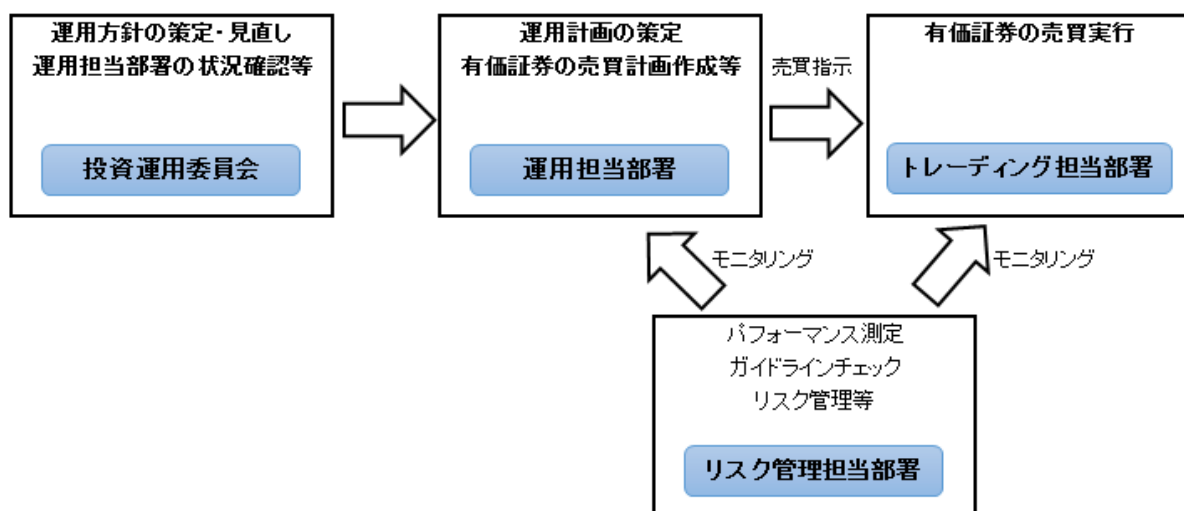 運用方針の策定・見直し
運用担当部署の状況確認等
投資運用委員会
運用計画の策定
有価証券の売買計画作成等
運用担当部署
売買指示
有価証券の売買実行
トレーディング担当部署
モニタリング
モニタリング
パフォーマンス測定
ガイドラインチェック
リスク管理等
リスク管理担当部署